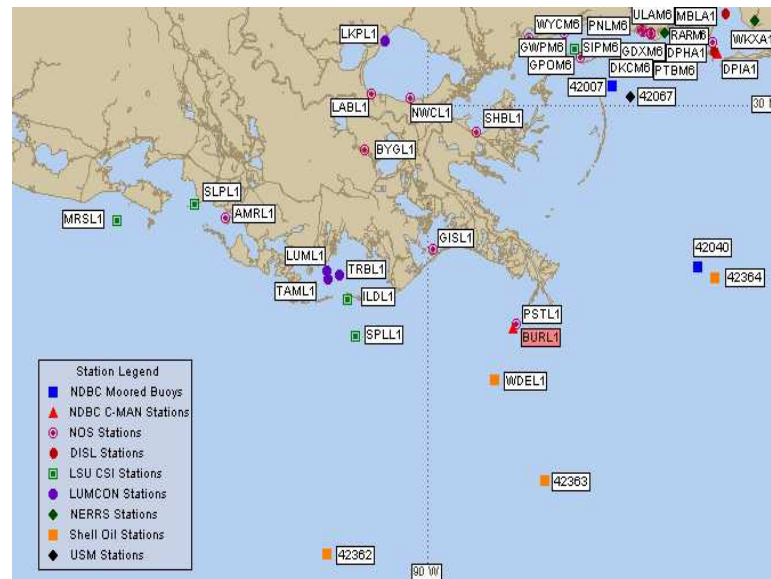 ULAM6
MBLA1
WYCM6
PNLM6
LKPL1
RARM6
WKXA1
GWPM6
SIPM6
GDXM6
DPHA1
GPOM6
DKCM6
PTBM6
DPIA1
42007
42067
30 N
LABL1
NWCL1
SHBL1
BYGL1
SLPL1
AMRL1
MRSL1
GISL1
42040
LUML1
TRBL1
42364
TAML1
ILDL1
PSTL1
SPLL1
BURL1
WDEL1
Station Legend
NDBC Moored Buoys
NDBC C-MAN Stations
NOS Stations
DISL Stations
LSU CSI Stations
LUMCON Stations
NERRS Stations
Shell Oil Stations
USM Stations
42363
42362
90 W